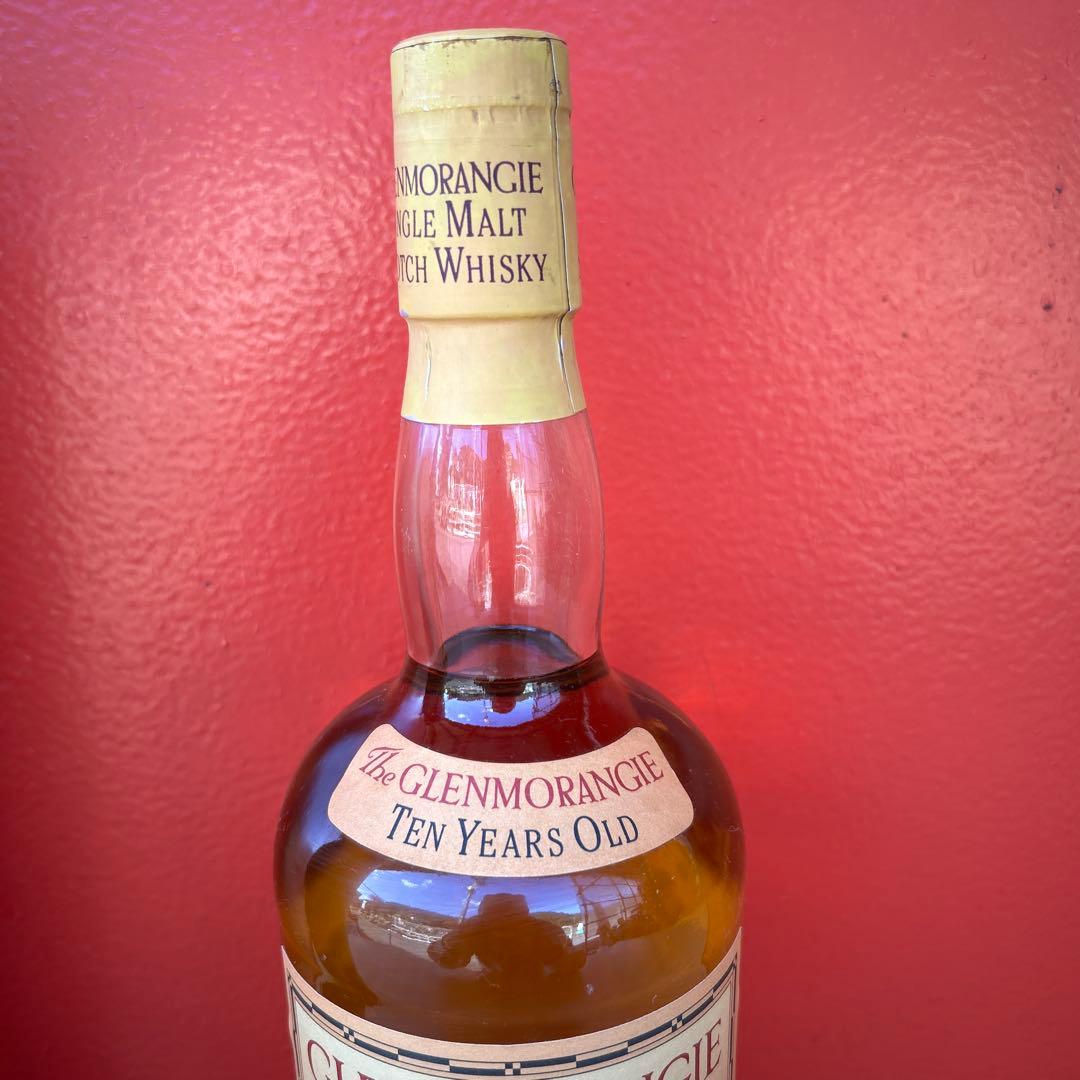 ENMORANGIE
NGLE MALT
TCH WHISKY
The GLENMORANGIE
TEN YEARS OLD